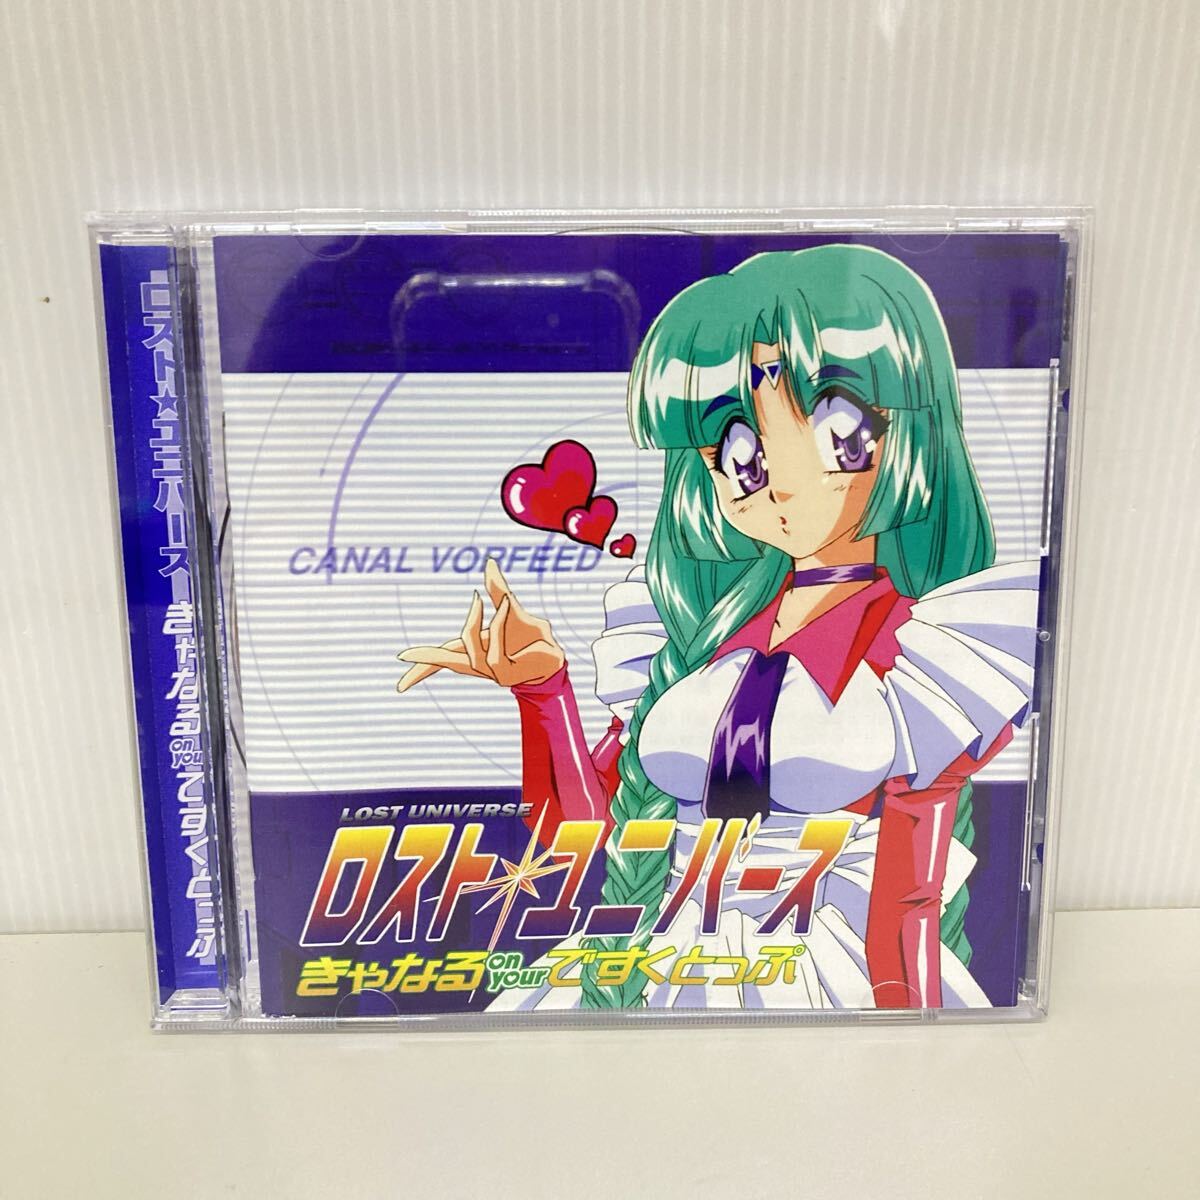 ロスト★ユニバース きゃなる on you ですくとっぷ
CANAL VORFEED
LOST UNIVERSE
ロスト★ユニバース
きゃなる on your ですくとっぷ